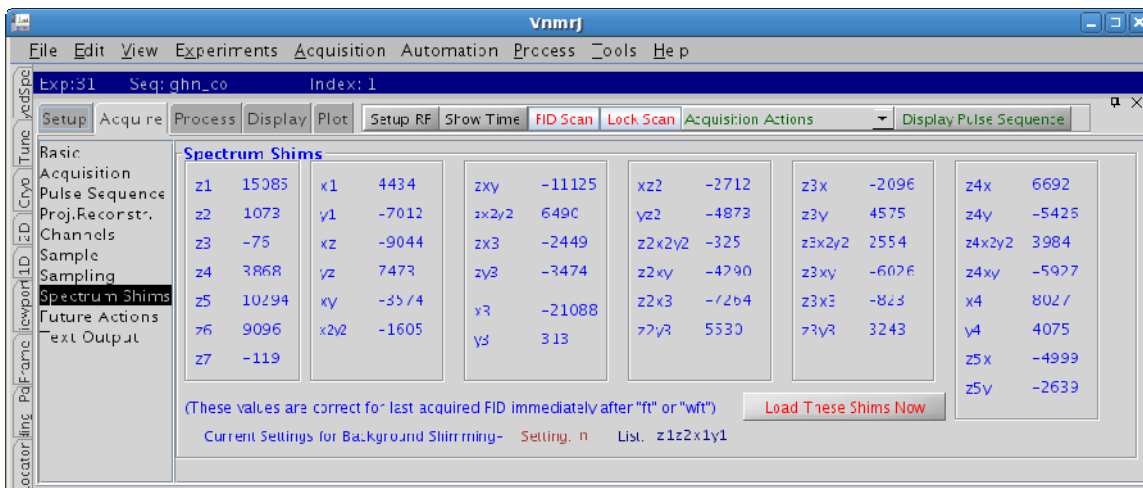 VnmrJ
File Edit View Experiments Acquisition Automation Process Tools Help
Exp:31 Seq: ghn_co Index: 1
Setup Acquire Process Display Plot Setup RF Show Time FID Scan Lock Scan Acquisition Actions Display Pulse Sequence
Basic
Acquisition
Pulse Sequence
Proj.Reconstr.
Channels
Sample
Sampling
Spectrum Shims
Future Actions
Text Output
Spectrum Shims
z1 15085 x1 4434 zxy -11125 xz2 -2712 z3x -2096 z4x 6692
z2 1073 y1 -7012 zx2y2 6490 yz2 -4873 z3y 4575 z4y -5426
z3 -76 xz -9044 zx3 -2449 z2x2y2 -325 z3x2y2 2554 z4x2y2 3984
z4 3868 yz 7473 zy3 -3474 z2xy -4290 z3xy -6026 z4xy -5927
z5 10294 xy -3574 x3 -21088 z2x3 -7264 z3x3 -823 x4 8027
z6 9096 x2y2 -1605 y3 313 z2y3 5530 z3y3 3243 y4 4075
z7 -119 z5x -4999
z5y -2639
(These values are correct for last acquired FID immediately after "ft" or "wft") Load These Shims Now
Current Settings for Background Shimming- Setting: n List: z1z2x1y1
Tune
Cryo
2D
1D
Frame
Locator